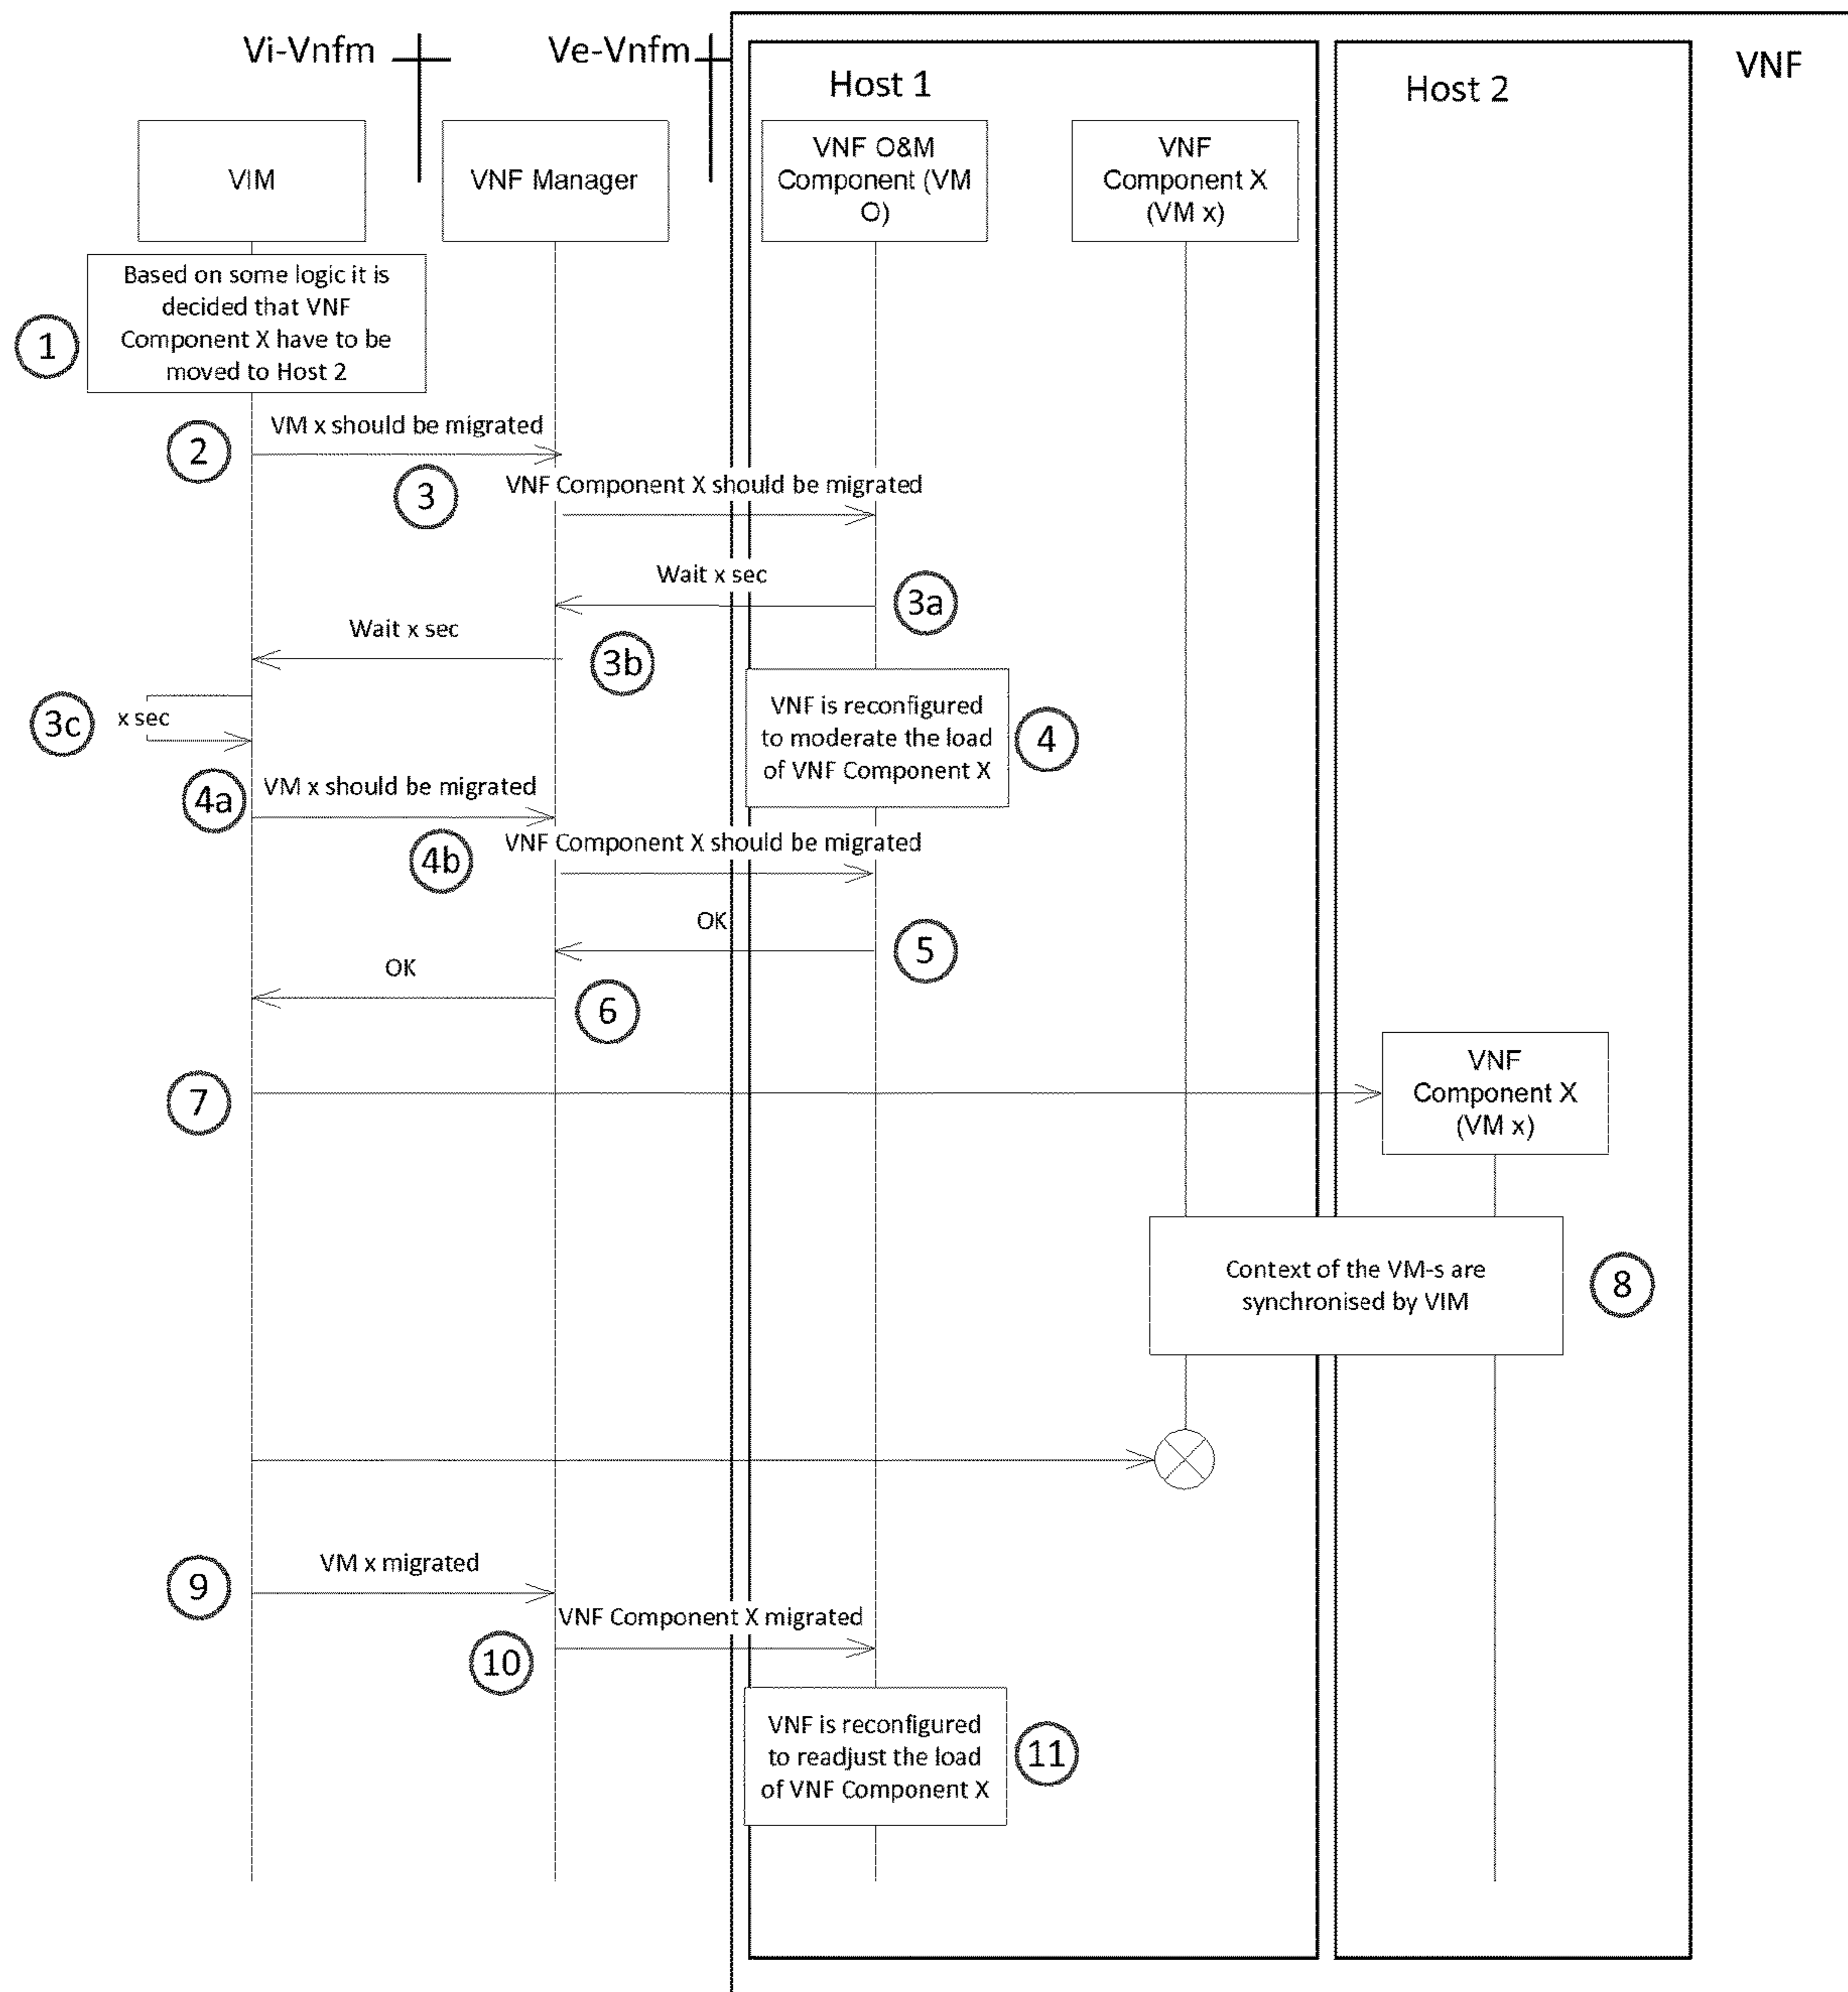 Vi-Vnfm
Ve-Vnfm
VNF
Host 1
Host 2
VIM
VNF Manager
VNF O&M
Component (VM
O)
VNF
Component X
(VM x)
Based on some logic it is
decided that VNF
Component X have to be
moved to Host 2
1
VM x should be migrated
2
3
VNF Component X should be migrated
Wait x sec
3a
Wait x sec
3b
3c
x sec
VNF is reconfigured
to moderate the load
of VNF Component X
4
4a
VM x should be migrated
4b
VNF Component X should be migrated
OK
5
OK
6
7
VNF
Component X
(VM x)
Context of the VM-s are
synchronised by VIM
8
9
VM x migrated
VNF Component X migrated
10
VNF is reconfigured
to readjust the load
of VNF Component X
11